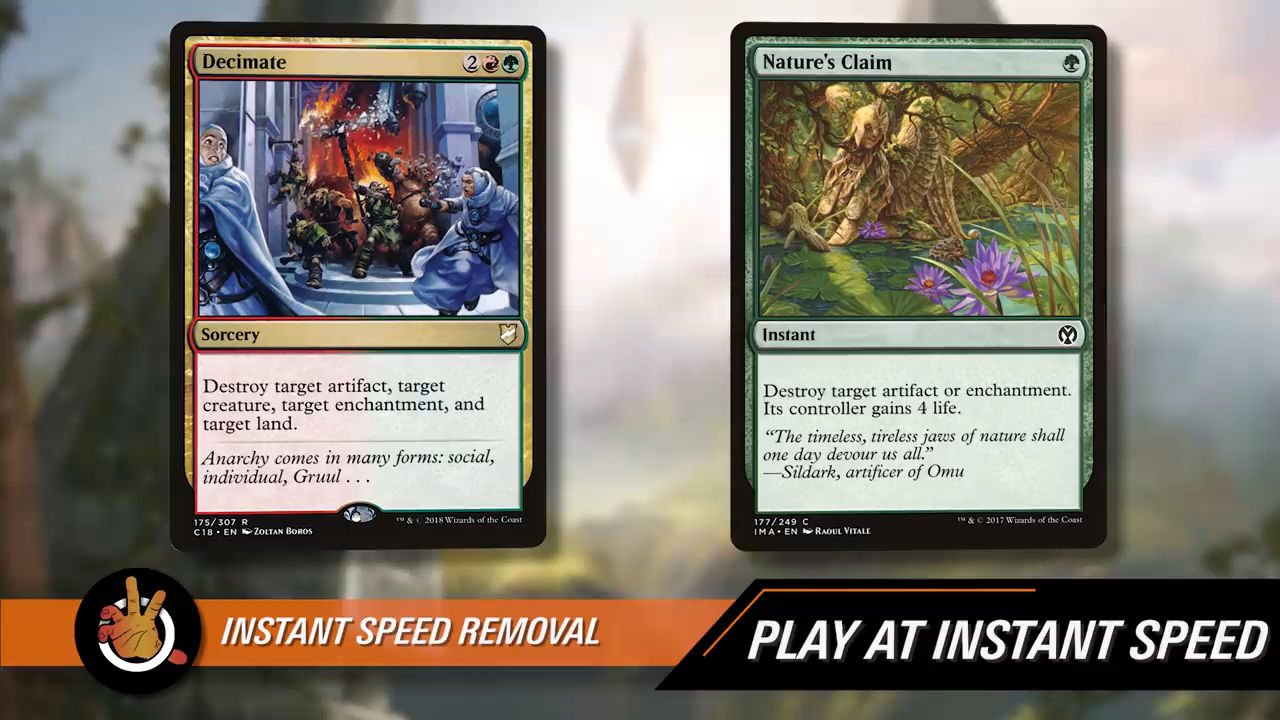 Decimate
2
Sorcery
Destroy target artifact, target
creature, target enchantment, and
target land.
Anarchy comes in many forms: social,
individual, Gruul . . .
175/307 R
C18 • EN Zoltan Boros
™ & © 2018 Wizards of the Coast
Nature's Claim
Instant
Destroy target artifact or enchantment.
Its controller gains 4 life.
"The timeless, tireless jaws of nature shall
one day devour us all."
—Sildark, artificer of Omu
177/249 C
IMA • EN Raoul Vitale
™ & © 2017 Wizards of the Coast
INSTANT SPEED REMOVAL
PLAY AT INSTANT SPEED